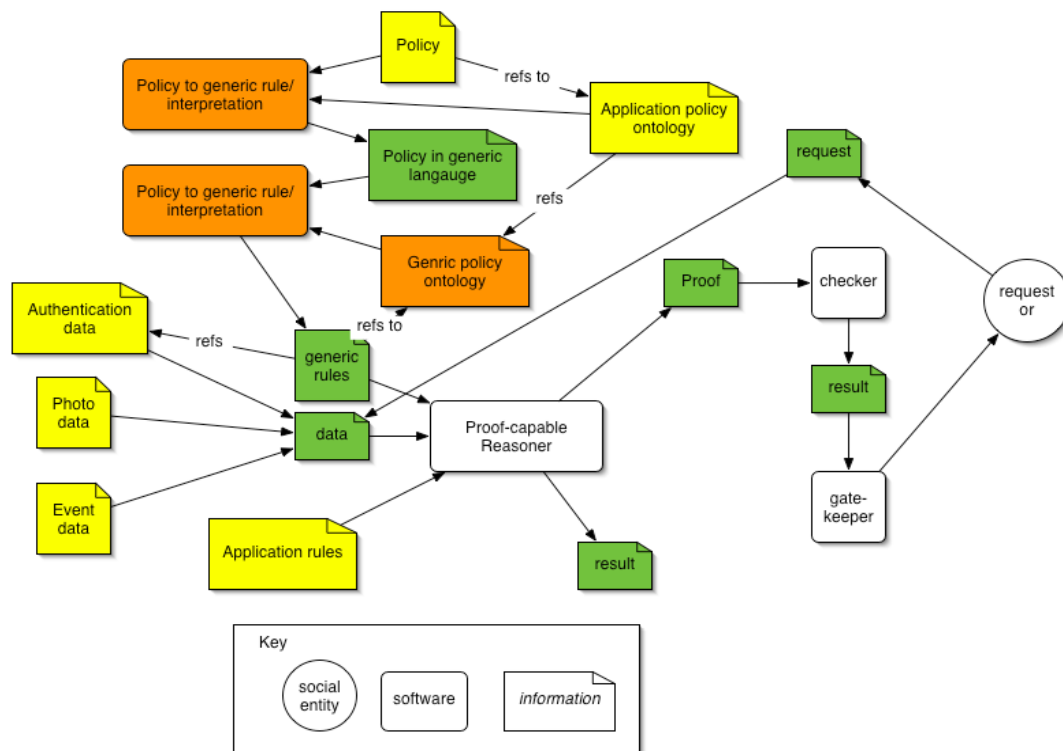 Policy
refs to
Policy to generic rule/
interpretation
Application policy
ontology
Policy in generic
langauge
request
Policy to generic rule/
interpretation
refs
Genric policy
ontology
Proof
checker
request
or
Authentication
data
refs
refs to
generic
rules
result
Photo
data
data
Proof-capable
Reasoner
Event
data
gate-
keeper
Application rules
result
Key
social
entity
software
information